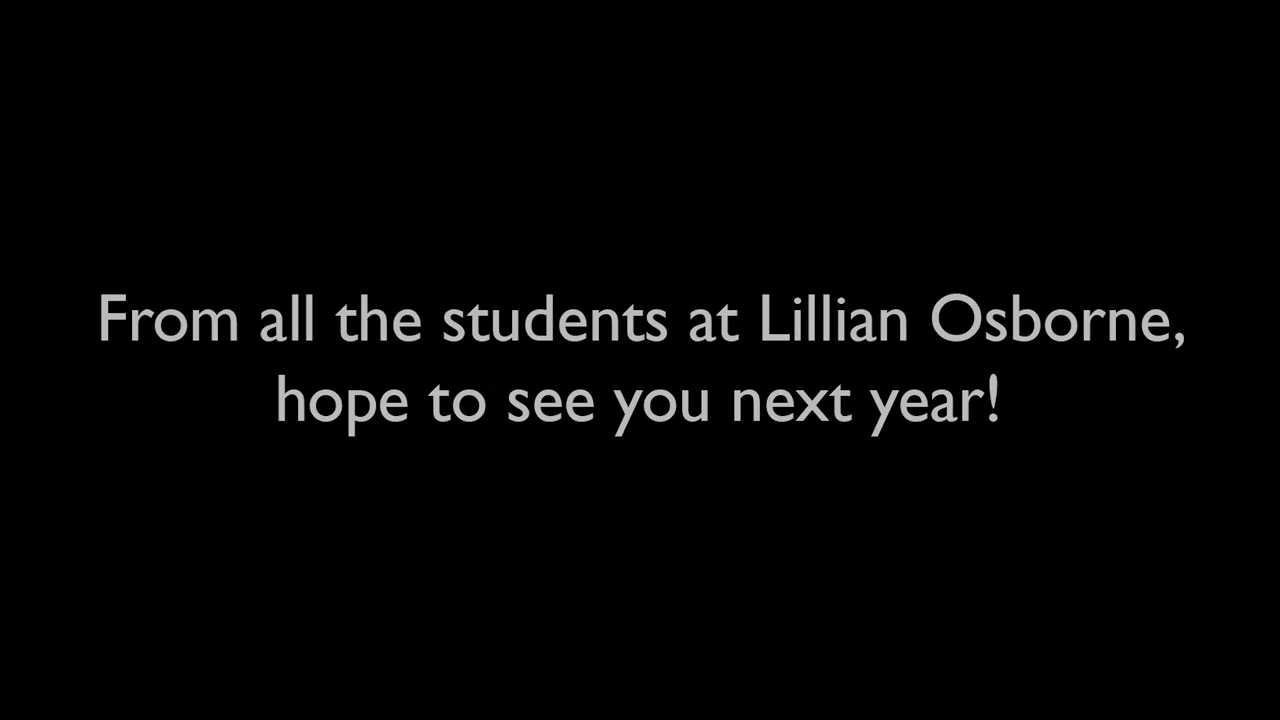 From all the students at Lillian Osborne,
hope to see you next year!